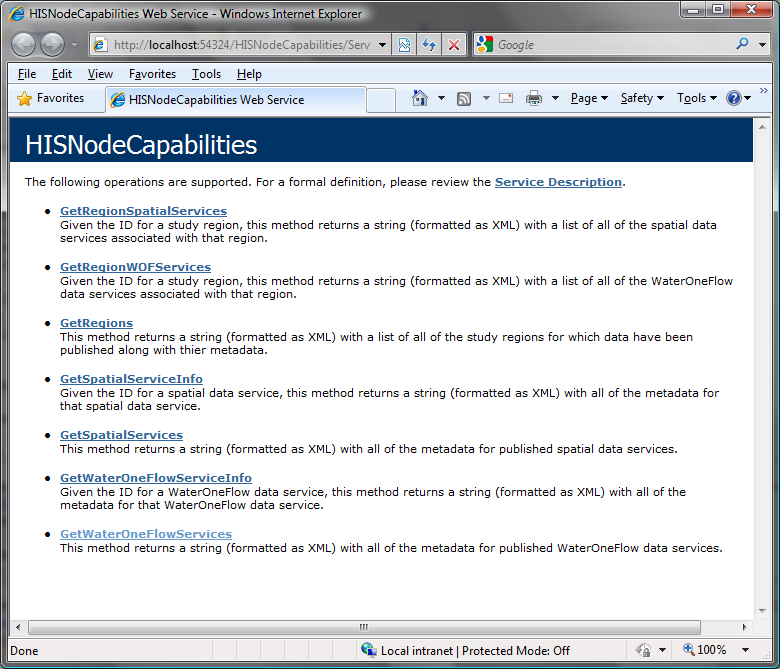 HISNodeCapabilities Web Service - Windows Internet Explorer
http://localhost:54324/HISNodeCapabilities/Serv
Google
File Edit View Favorites Tools Help
Favorites HISNodeCapabilities Web Service Page Safety Tools
HISNodeCapabilities
The following operations are supported. For a formal definition, please review the Service Description.
• GetRegionSpatialServices
Given the ID for a study region, this method returns a string (formatted as XML) with a list of all of the spatial data
services associated with that region.
• GetRegionWOFServices
Given the ID for a study region, this method returns a string (formatted as XML) with a list of all of the WaterOneFlow
data services associated with that region.
• GetRegions
This method returns a string (formatted as XML) with a list of all of the study regions for which data have been
published along with thier metadata.
• GetSpatialServiceInfo
Given the ID for a spatial data service, this method returns a string (formatted as XML) with all of the metadata for
that spatial data service.
• GetSpatialServices
This method returns a string (formatted as XML) with all of the metadata for published spatial data services.
• GetWaterOneFlowServiceInfo
Given the ID for a WaterOneFlow data service, this method returns a string (formatted as XML) with all of the
metadata for that WaterOneFlow data service.
• GetWaterOneFlowServices
This method returns a string (formatted as XML) with all of the metadata for published WaterOneFlow data services.
Done Local intranet | Protected Mode: Off 100%